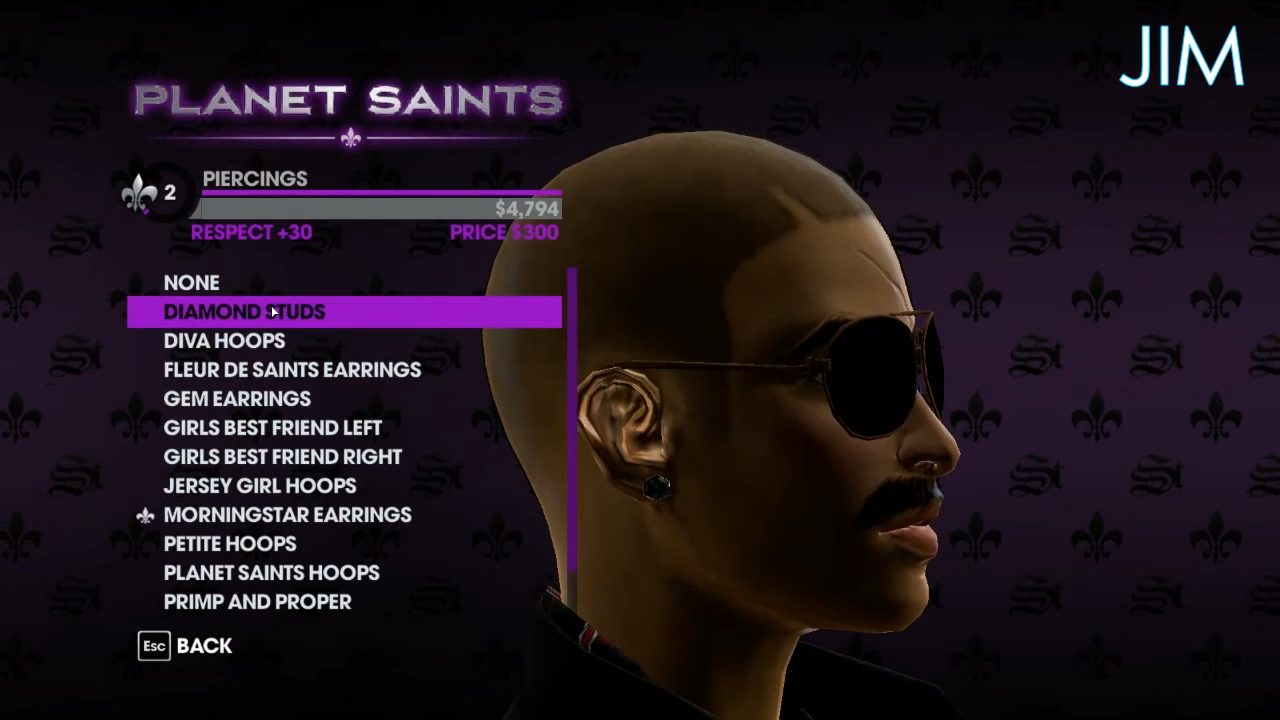 JIM
PLANET SAINTS
2
PIERCINGS
$4,794
RESPECT +30
PRICE $300
NONE
DIAMOND STUDS
DIVA HOOPS
FLEUR DE SAINTS EARRINGS
GEM EARRINGS
GIRLS BEST FRIEND LEFT
GIRLS BEST FRIEND RIGHT
JERSEY GIRL HOOPS
MORNINGSTAR EARRINGS
PETITE HOOPS
PLANET SAINTS HOOPS
PRIMP AND PROPER
Esc BACK